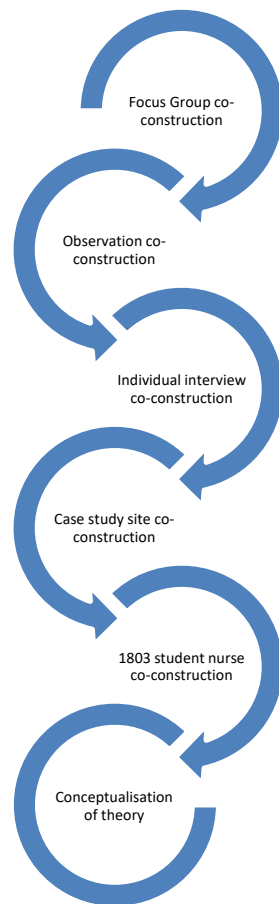 Focus Group co-
construction
Observation co-
construction
Individual interview
co-construction
Case study site co-
construction
1803 student nurse
co-construction
Conceptualisation
of theory